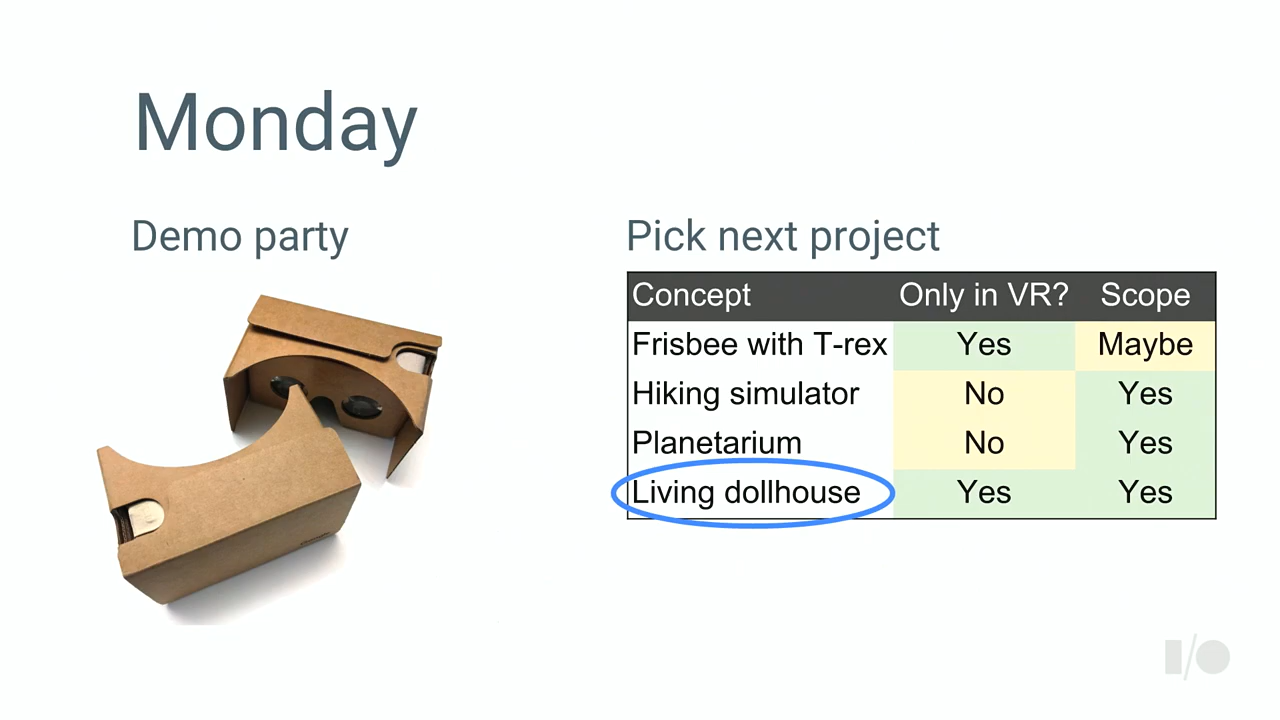 Monday
Demo party
Pick next project
Concept Only in VR? Scope
Frisbee with T-rex Yes Maybe
Hiking simulator No Yes
Planetarium No Yes
Living dollhouse Yes Yes
I/O